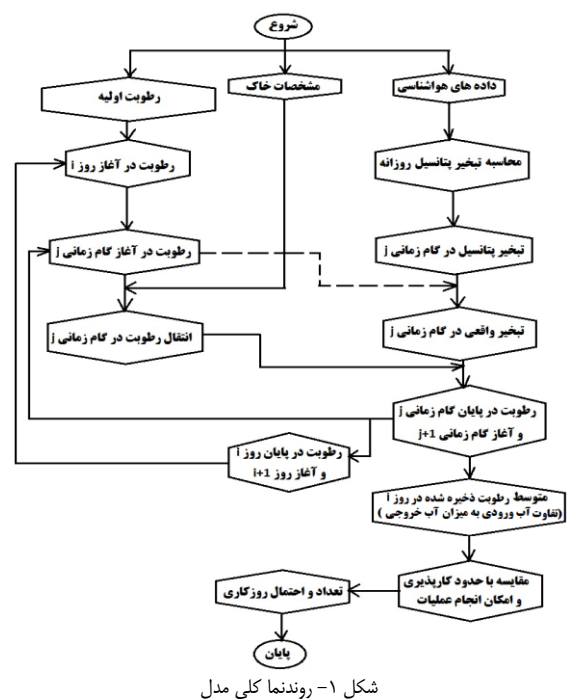 شروع
داده های هواشناسی
مشخصات خاک
رطوبت اولیه
محاسبه تبخیر پتانسیل روزانه
رطوبت در آغاز روز i
تبخیر پتانسیل در گام زمانی j
رطوبت در آغاز گام زمانی j
تبخیر واقعی در گام زمانی j
انتقال رطوبت در گام زمانی j
رطوبت در پایان گام زمانی j
و آغاز گام زمانی j+1
رطوبت در پایان روز i
و آغاز روز i+1
متوسط رطوبت ذخیره شده در روز i
(تفاوت آب ورودی به میزان آب خروجی )
مقایسه با حدود کارپذیری
و امکان انجام عملیات
تعداد و احتمال روزکاری
پایان
شکل ۱- روندنما کلی مدل